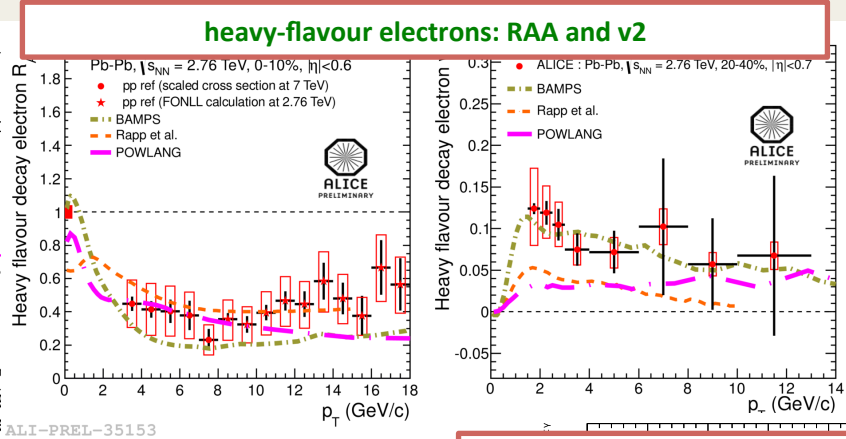 heavy-flavour electrons: RAA and v2
Heavy flavour decay electron R
Pb-Pb, √sNN = 2.76 TeV, 0-10%, |η|<0.6
pp ref (scaled cross section at 7 TeV)
pp ref (FONLL calculation at 2.76 TeV)
BAMPS
Rapp et al.
POWLANG
ALICE
PRELIMINARY
1.8
1.6
1.4
1.2
1
0.8
0.6
0.4
0.2
0
0 2 4 6 8 10 12 14 16 18
pT (GeV/c)
ALI-PREL-35153
Heavy flavour decay electron
ALICE : Pb-Pb, √sNN = 2.76 TeV, 20-40%, |η|<0.7
BAMPS
Rapp et al.
POWLANG
ALICE
PRELIMINARY
0.3
0.25
0.2
0.15
0.1
0.05
0
-0.05
0 2 4 6 8 10 12 14
pT (GeV/c)